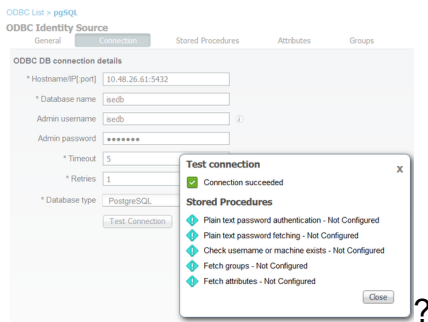 ODBC List > pgSQL
ODBC Identity Source
General Connection Stored Procedures Attributes Groups
ODBC DB connection details
* Hostname/IP[:port] 10.48.26.61:5432
* Database name isedb
Admin username isedb
Admin password •••••••
* Timeout 5
* Retries 1
* Database type PostgreSQL
Test Connection
Test connection X
Connection succeeded
Stored Procedures
Plain text password authentication - Not Configured
Plain text password fetching - Not Configured
Check username or machine exists - Not Configured
Fetch groups - Not Configured
Fetch attributes - Not Configured
Close
?